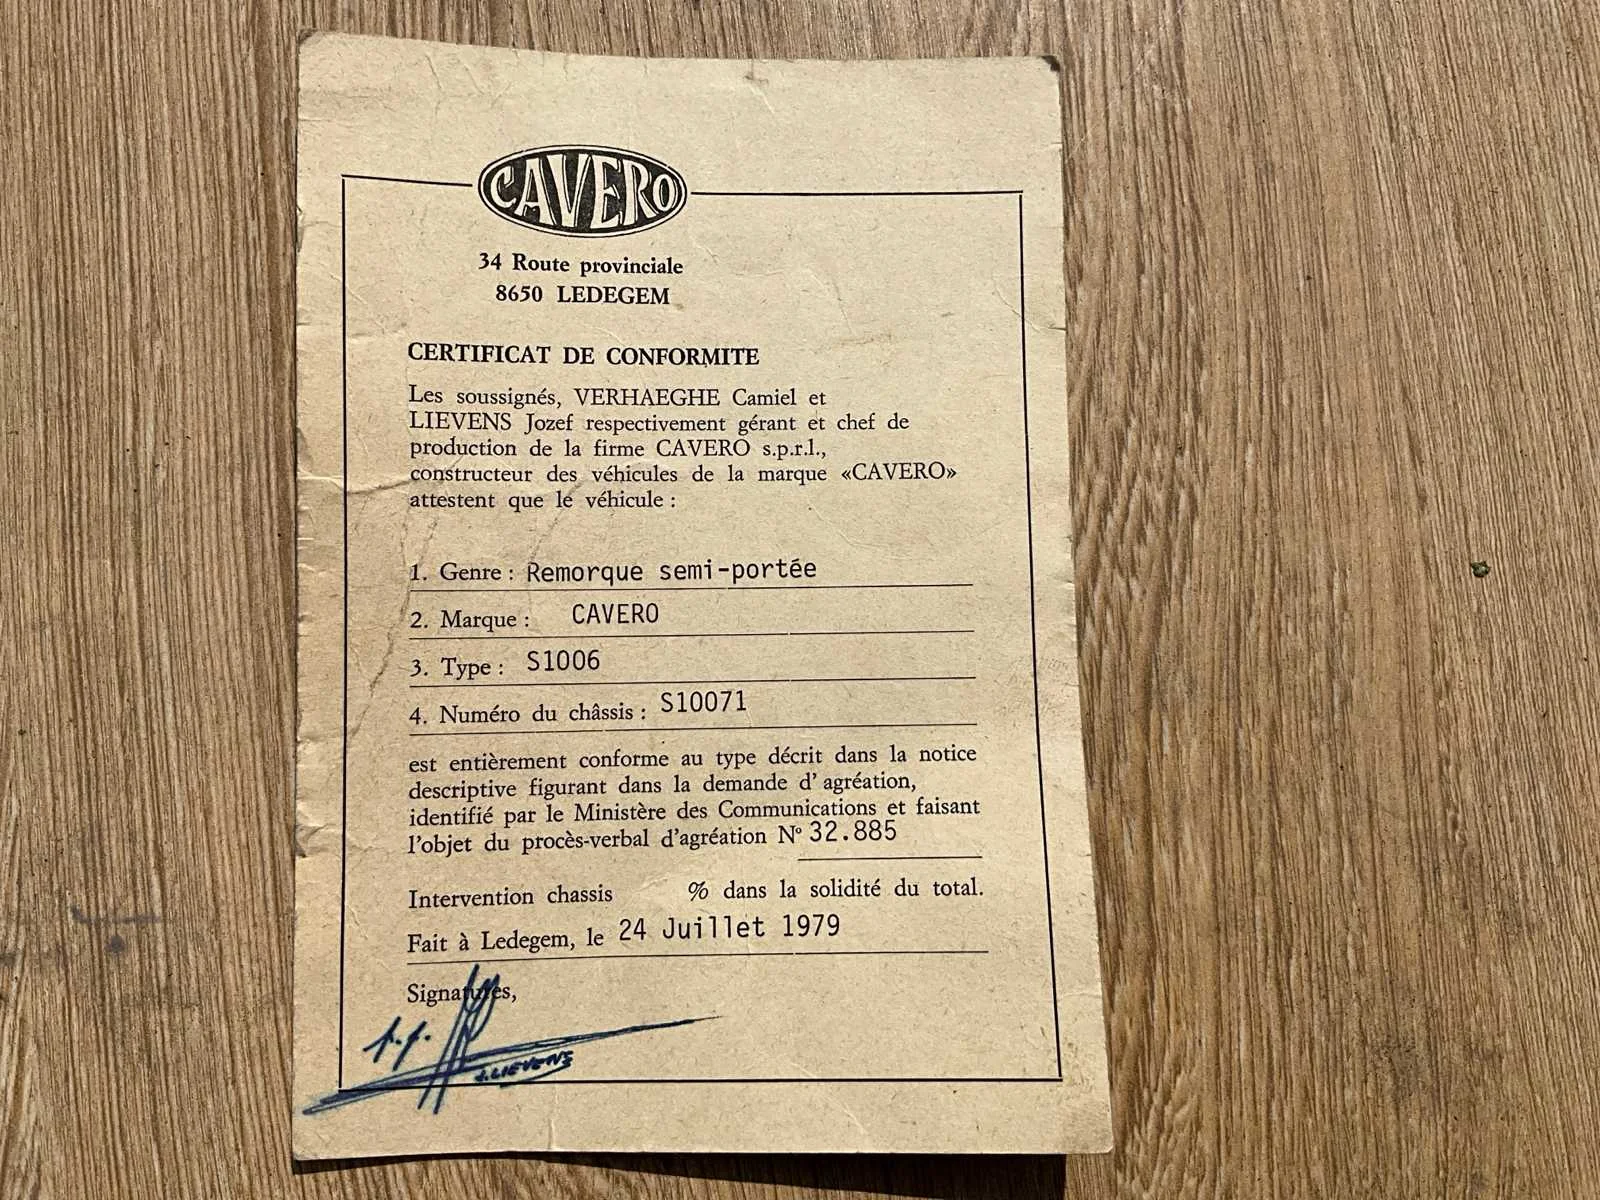 CAVERO
34 Route provinciale
8650 LEDEGEM
CERTIFICAT DE CONFORMITE
Les soussignés, VERHAEGHE Camiel et
LIEVENS Jozef respectivement gérant et chef de
production de la firme CAVERO s.p.r.l.,
constructeur des véhicules de la marque «CAVERO»
attestent que le véhicule :
1. Genre : Remorque semi-portée
2. Marque : CAVERO
3. Type : S1006
4. Numéro du châssis : S10071
est entièrement conforme au type décrit dans la notice
descriptive figurant dans la demande d' agréation,
identifié par le Ministère des Communications et faisant
l'objet du procès-verbal d'agréation Nº 32.885
Intervention chassis % dans la solidité du total.
Fait à Ledegem, le 24 Juillet 1979
Signatures,
p.p.
J. LIEVENS